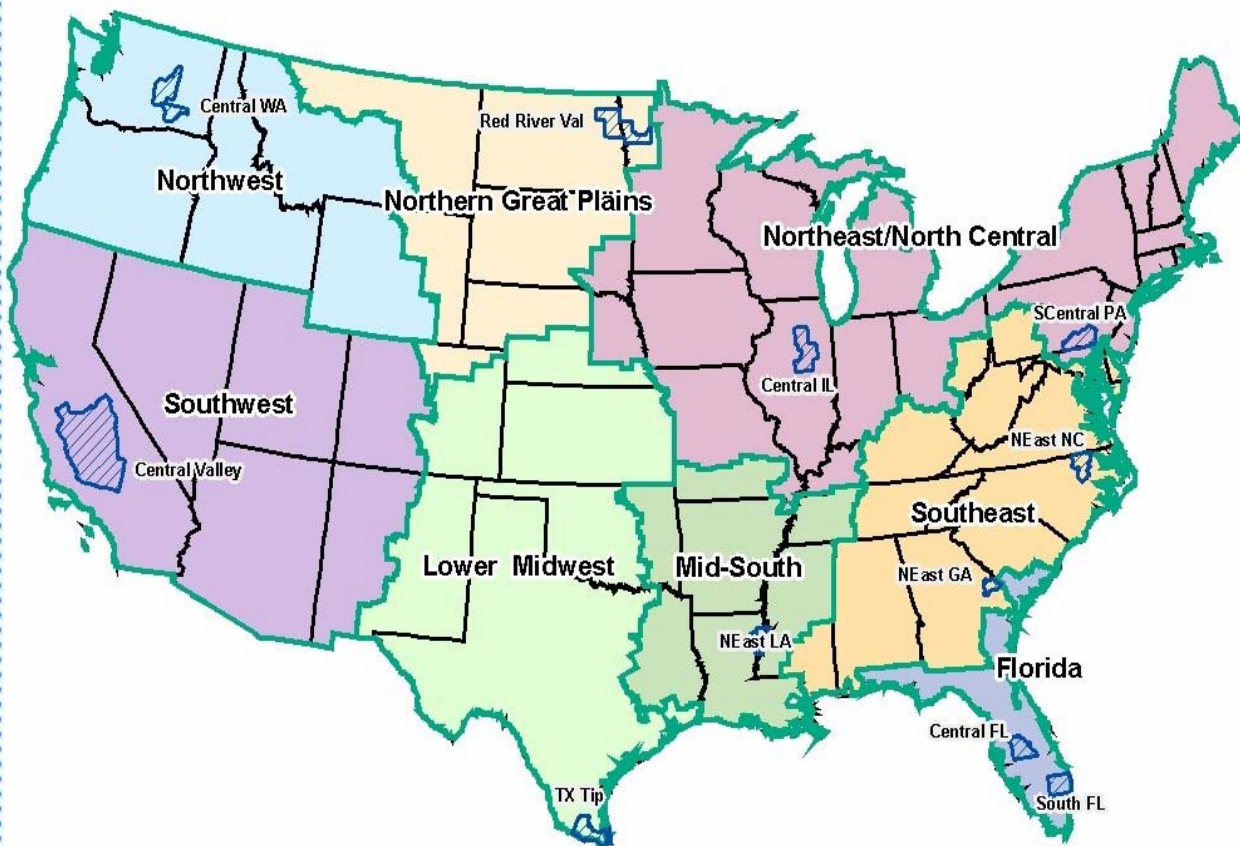 Central WA
Red River Val
Northwest
Northern Great Plains
Northeast/North Central
SCentral PA
Central IL
Southwest
NEast NC
Central Valley
Southeast
Lower Midwest
Mid-South
NEast GA
NEast LA
Florida
Central FL
TX Tip
South FL